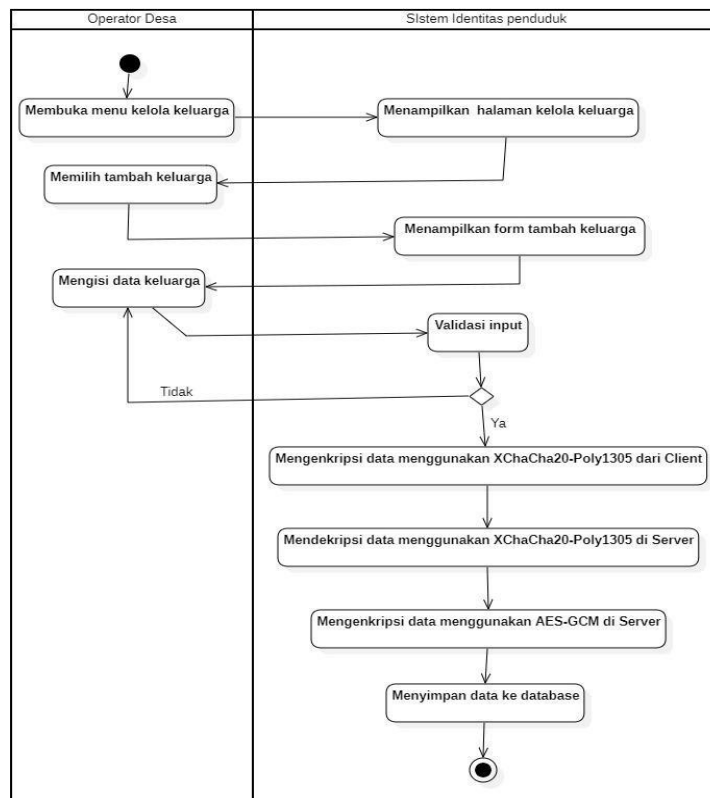 Operator Desa
SIstem Identitas penduduk
Membuka menu kelola keluarga
Menampilkan halaman kelola keluarga
Memilih tambah keluarga
Menampilkan form tambah keluarga
Mengisi data keluarga
Validasi input
Tidak
Ya
Mengenkripsi data menggunakan XChaCha20-Poly1305 dari Client
Mendekripsi data menggunakan XChaCha20-Poly1305 di Server
Mengenkripsi data menggunakan AES-GCM di Server
Menyimpan data ke database